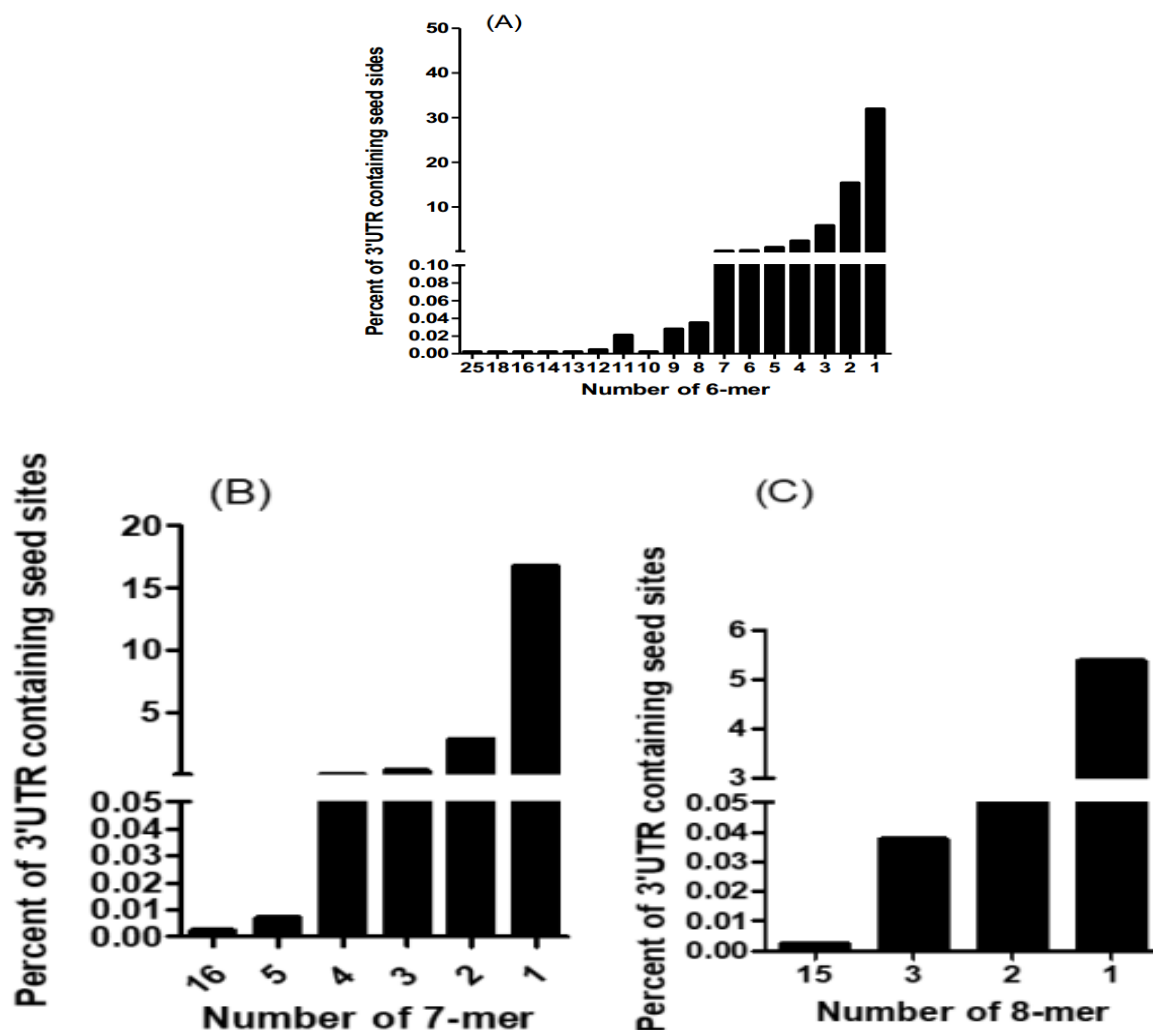 (A)
Percent of 3'UTR containing seed sides
50
40
30
20
10
0.10
0.08
0.06
0.04
0.02
0.00
25 18 16 14 13 12 11 10 9 8 7 6 5 4 3 2 1
Number of 6-mer
(B)
Percent of 3'UTR containing seed sites
20
15
10
5
0.05
0.04
0.03
0.02
0.01
0.00
16 5 4 3 2 1
Number of 7-mer
(C)
Percent of 3'UTR containing seed sites
6
5
4
3
0.05
0.04
0.03
0.02
0.01
0.00
15 3 2 1
Number of 8-mer